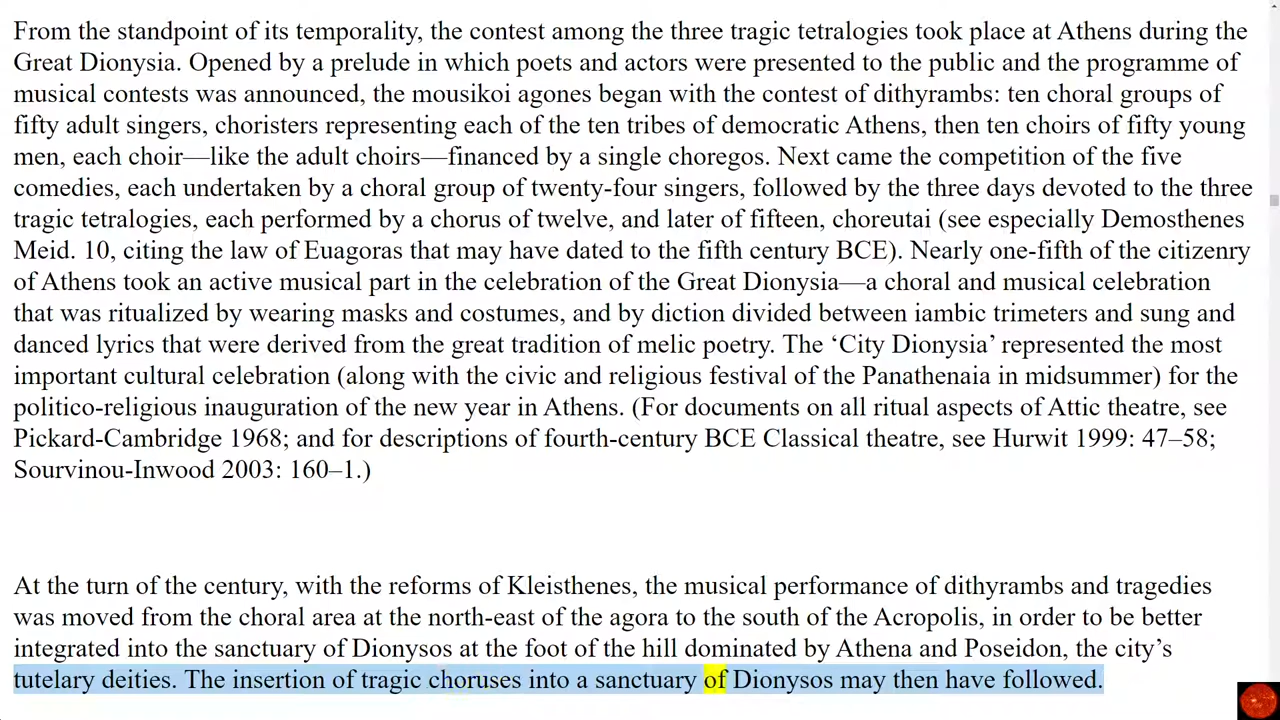 From the standpoint of its temporality, the contest among the three tragic tetralogies took place at Athens during the
Great Dionysia. Opened by a prelude in which poets and actors were presented to the public and the programme of
musical contests was announced, the mousikoi agones began with the contest of dithyrambs: ten choral groups of
fifty adult singers, choristers representing each of the ten tribes of democratic Athens, then ten choirs of fifty young
men, each choir—like the adult choirs—financed by a single choregos. Next came the competition of the five
comedies, each undertaken by a choral group of twenty-four singers, followed by the three days devoted to the three
tragic tetralogies, each performed by a chorus of twelve, and later of fifteen, choreutai (see especially Demosthenes
Meid. 10, citing the law of Euagoras that may have dated to the fifth century BCE). Nearly one-fifth of the citizenry
of Athens took an active musical part in the celebration of the Great Dionysia—a choral and musical celebration
that was ritualized by wearing masks and costumes, and by diction divided between iambic trimeters and sung and
danced lyrics that were derived from the great tradition of melic poetry. The ‘City Dionysia’ represented the most
important cultural celebration (along with the civic and religious festival of the Panathenaia in midsummer) for the
politico-religious inauguration of the new year in Athens. (For documents on all ritual aspects of Attic theatre, see
Pickard-Cambridge 1968; and for descriptions of fourth-century BCE Classical theatre, see Hurwit 1999: 47–58;
Sourvinou-Inwood 2003: 160–1.)
At the turn of the century, with the reforms of Kleisthenes, the musical performance of dithyrambs and tragedies
was moved from the choral area at the north-east of the agora to the south of the Acropolis, in order to be better
integrated into the sanctuary of Dionysos at the foot of the hill dominated by Athena and Poseidon, the city’s
tutelary deities. The insertion of tragic choruses into a sanctuary of Dionysos may then have followed.